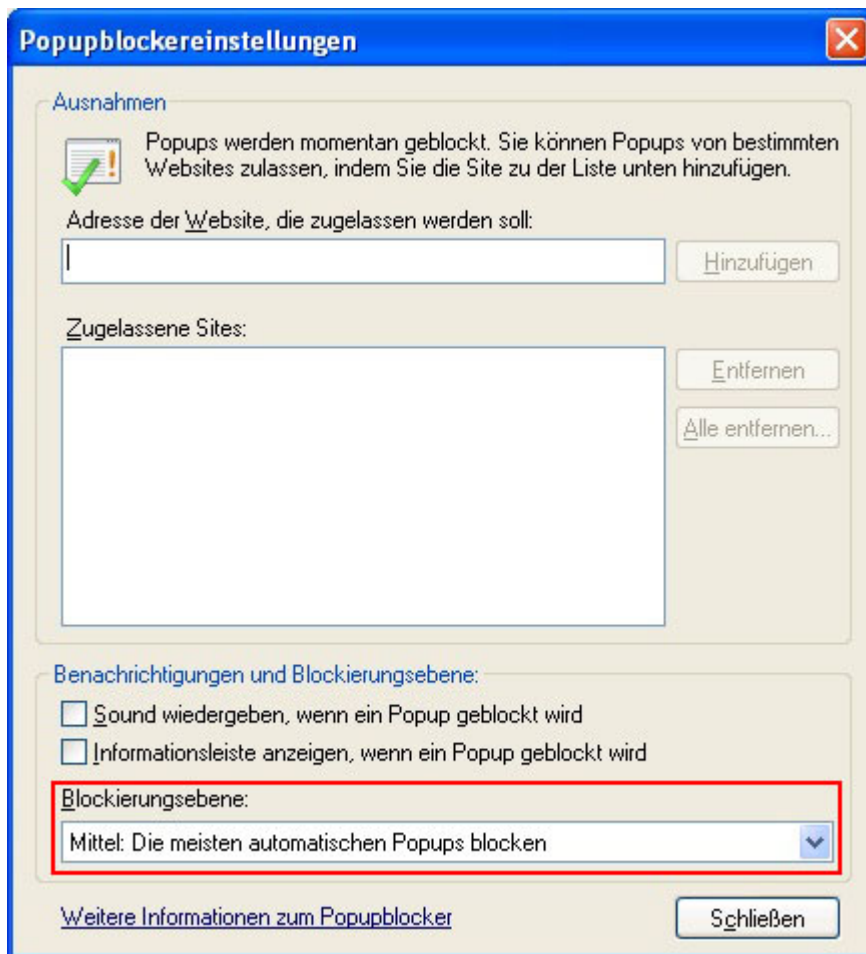 Popupblockereinstellungen
Ausnahmen
Popups werden momentan geblockt. Sie können Popups von bestimmten
Websites zulassen, indem Sie die Site zu der Liste unten hinzufügen.
Adresse der Website, die zugelassen werden soll:
Hinzufügen
Zugelassene Sites:
Entfernen
Alle entfernen...
Benachrichtigungen und Blockierungsebene:
Sound wiedergeben, wenn ein Popup geblockt wird
Informationsleiste anzeigen, wenn ein Popup geblockt wird
Blockierungsebene:
Mittel: Die meisten automatischen Popups blocken
Weitere Informationen zum Popupblocker
Schließen